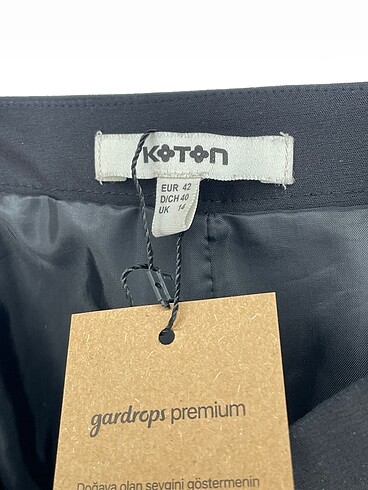 KOTON
EUR 42
D/CH 40
UK 14
gardrops premium
Doğaya olan sevgini göstermenin